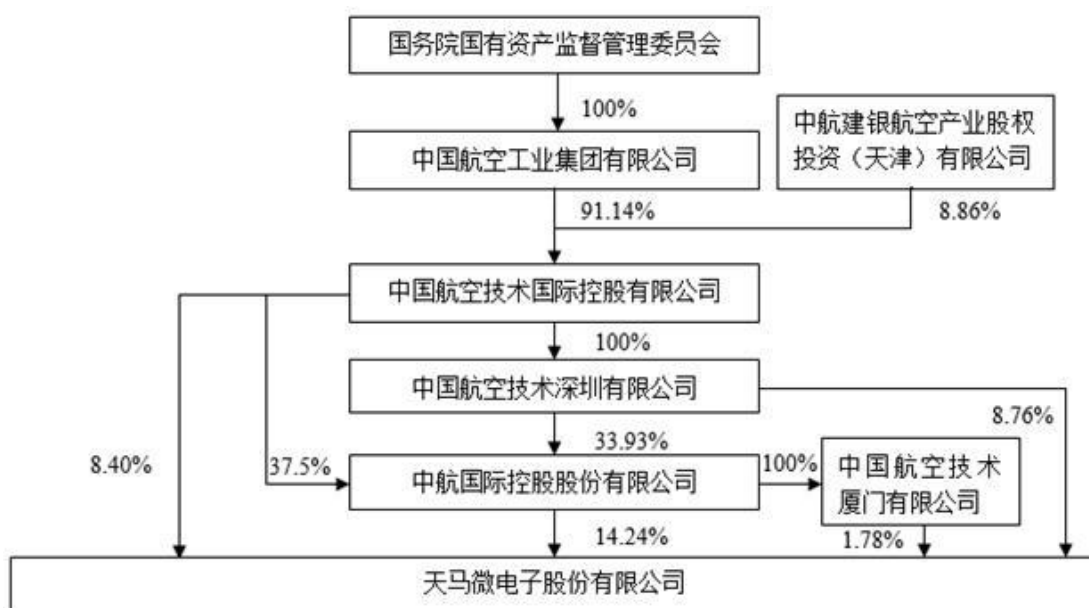 国务院国有资产监督管理委员会
100%
中航建银航空产业股权
投资（天津）有限公司
中国航空工业集团有限公司
91.14%
8.86%
中国航空技术国际控股有限公司
100%
中国航空技术深圳有限公司
8.76%
33.93%
8.40%
37.5%
中航国际控股股份有限公司
100%
中国航空技术
厦门有限公司
14.24%
1.78%
天马微电子股份有限公司